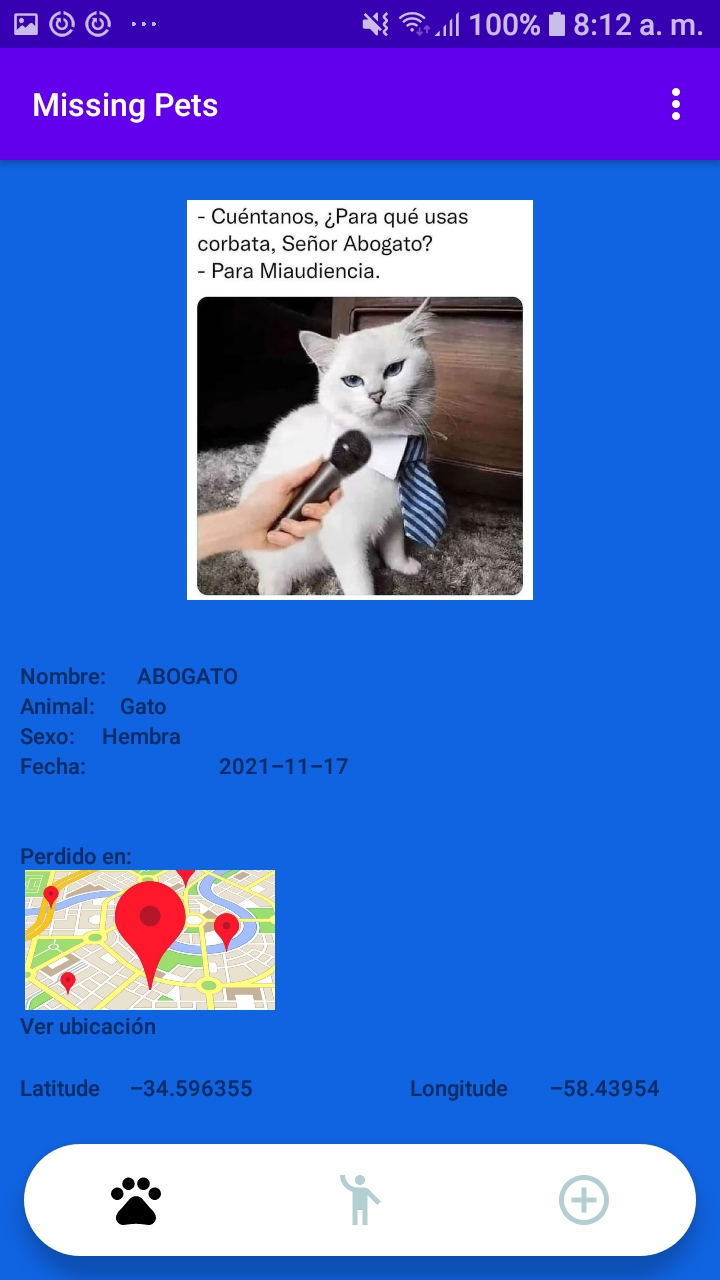 100% 8:12 a. m.
Missing Pets
- Cuéntanos, ¿Para qué usas
corbata, Señor Abogato?
- Para Miaudiencia.
Nombre: ABOGATO
Animal: Gato
Sexo: Hembra
Fecha: 2021-11-17
Perdido en:
Ver ubicación
Latitude -34.596355 Longitude -58.43954